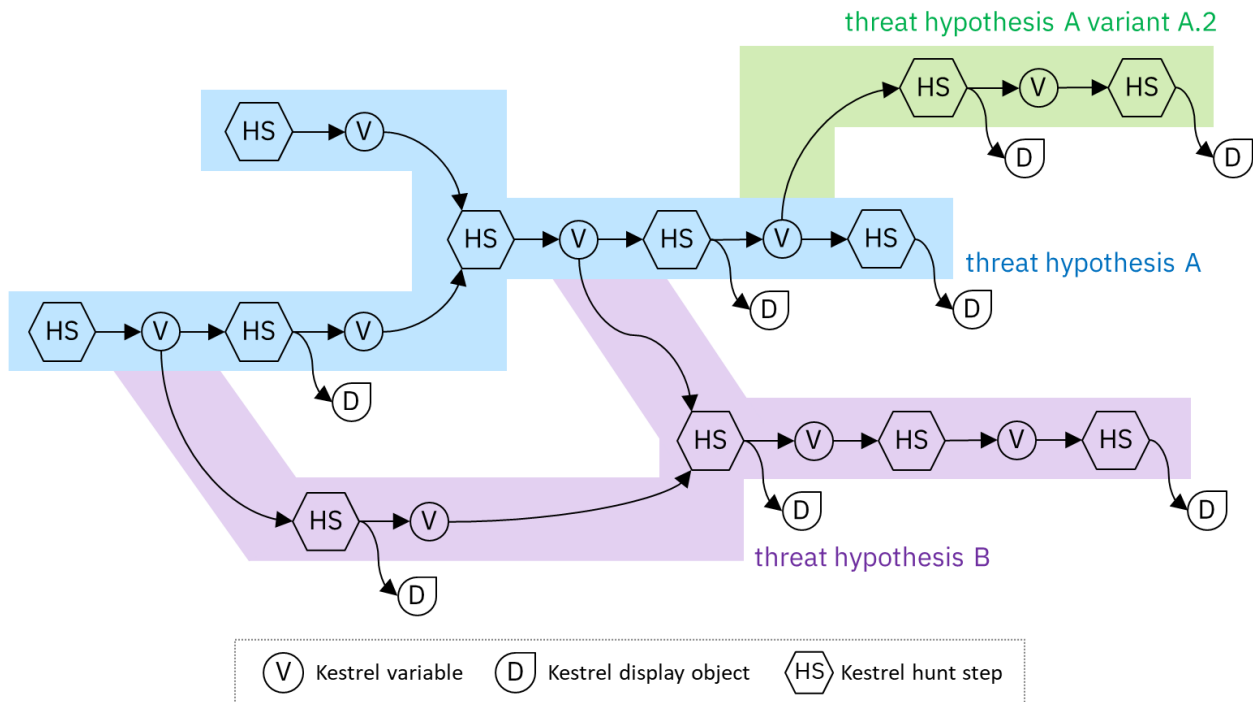 threat hypothesis A variant A.2
HS V HS
HS V
D D
HS V HS V HS
threat hypothesis A
D D
HS V HS V
D
HS V HS V HS
HS V
D D
threat hypothesis B
D
V Kestrel variable D Kestrel display object HS Kestrel hunt step